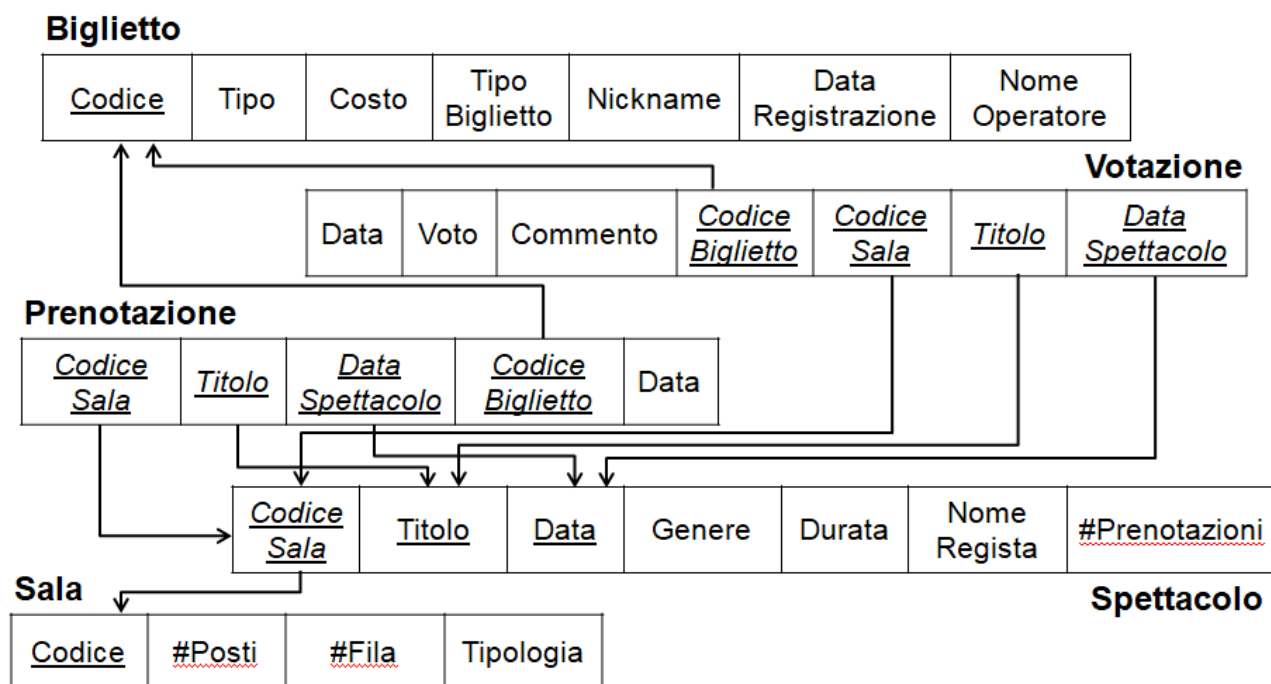 Biglietto
Codice
Tipo
Costo
Tipo
Biglietto
Nickname
Data
Registrazione
Nome
Operatore
Votazione
Data
Voto
Commento
Codice
Biglietto
Codice
Sala
Titolo
Data
Spettacolo
Prenotazione
Codice
Sala
Titolo
Data
Spettacolo
Codice
Biglietto
Data
Codice
Sala
Titolo
Data
Genere
Durata
Nome
Regista
#Prenotazioni
Spettacolo
Sala
Codice
#Posti
#Fila
Tipologia